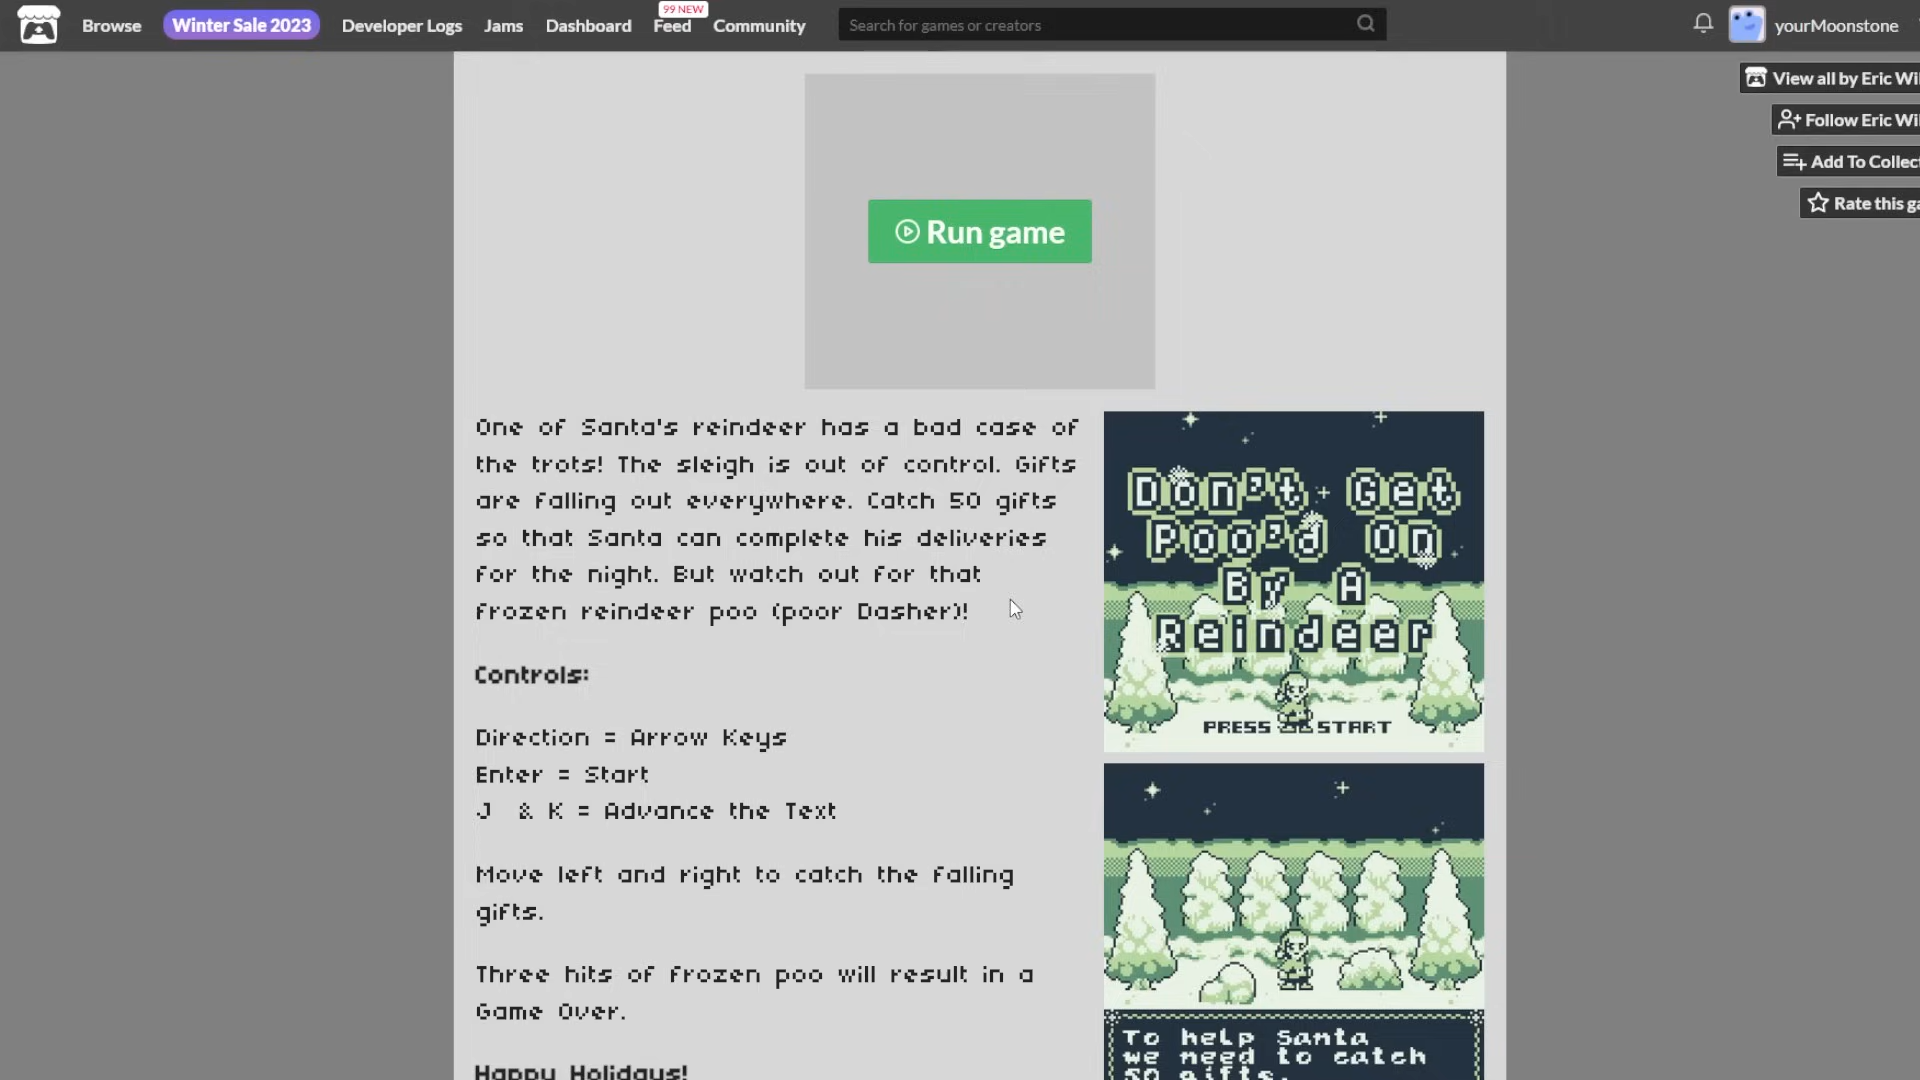 99 NEW
Browse Winter Sale 2023 Developer Logs Jams Dashboard Feed Community Search for games or creators yourMoonstone
View all by Eric Wil
Follow Eric Wil
Add To Collect
Rate this ga
Run game
One of Santa's reindeer has a bad case of
the trots! The sleigh is out of control. Gifts
are falling out everywhere. Catch 50 gifts
so that Santa can complete his deliveries
for the night. But watch out for that
frozen reindeer poo (poor Dasher)!
Controls:
Direction = Arrow Keys
Enter = Start
J & K = Advance the Text
Move left and right to catch the falling
gifts.
Three hits of frozen poo will result in a
Game Over.
Happy Holidays!
Don't Get
Poo'd On
By A
Reindeer
PRESS START
To help Santa
we need to catch
50 gifts.